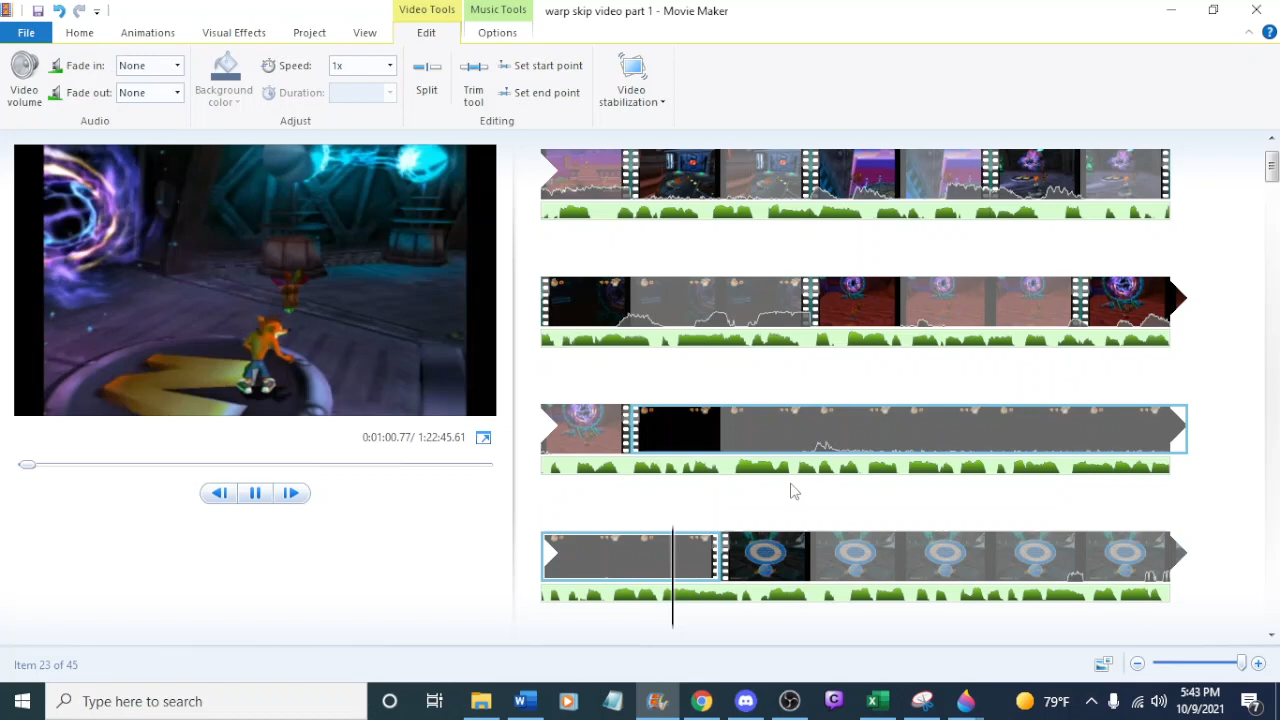 Video Tools
Music Tools
warp skip video part 1 - Movie Maker
File
Home
Animations
Visual Effects
Project
View
Edit
Options
Video volume
Fade in:
None
Fade out:
None
Audio
Background color
Speed:
1x
Duration:
Adjust
Split
Trim tool
Set start point
Set end point
Editing
Video stabilization
0:01:00.77/ 1:22:45.61
Item 23 of 45
Type here to search
79°F
5:43 PM
10/9/2021
7